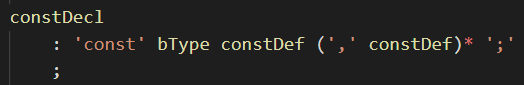 constDecl
    : 'const' bType constDef (',' constDef)* ';'
    ;